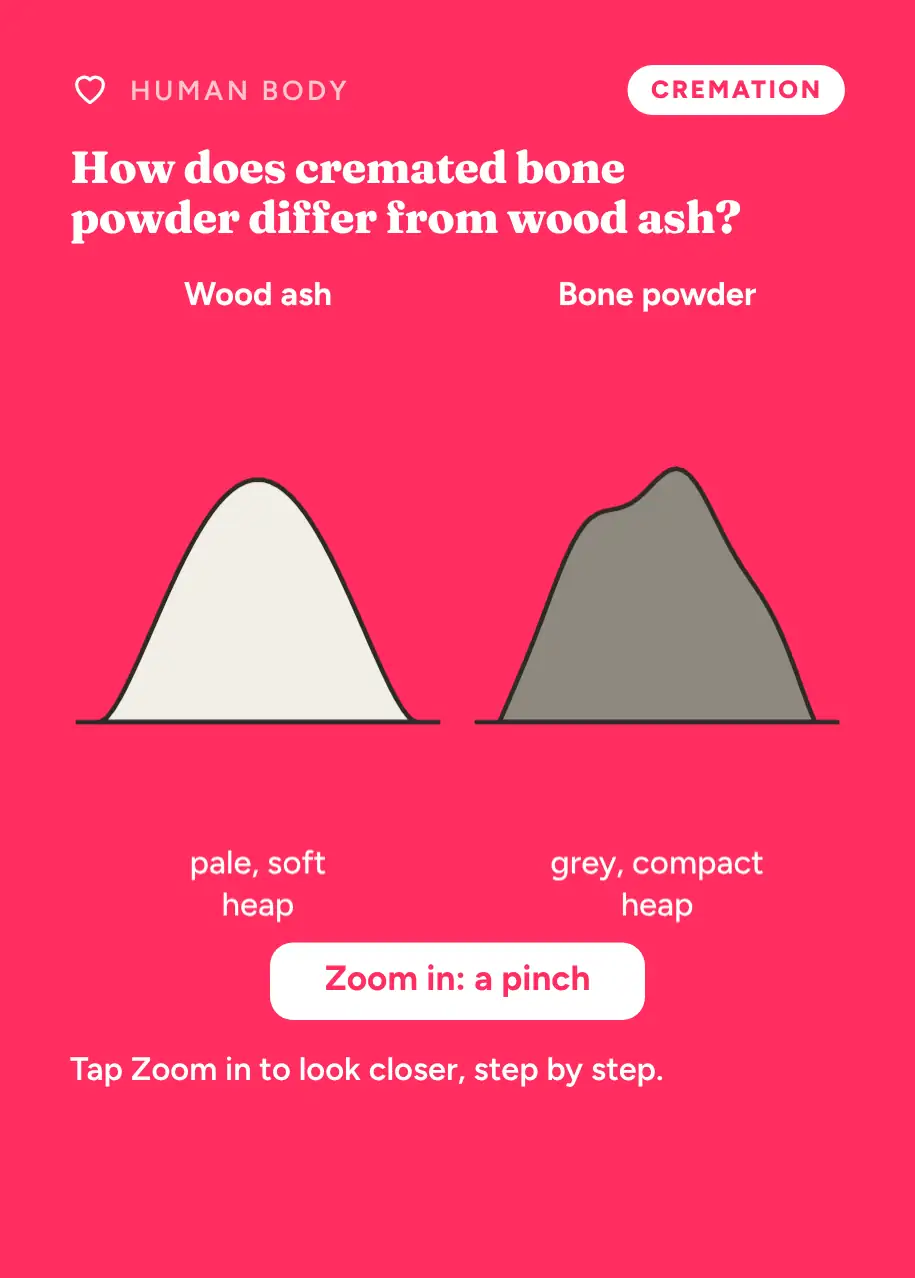 HUMAN BODY
CREMATION
How does cremated bone
powder differ from wood ash?
Wood ash
Bone powder
pale, soft
heap
grey, compact
heap
Zoom in: a pinch
Tap Zoom in to look closer, step by step.